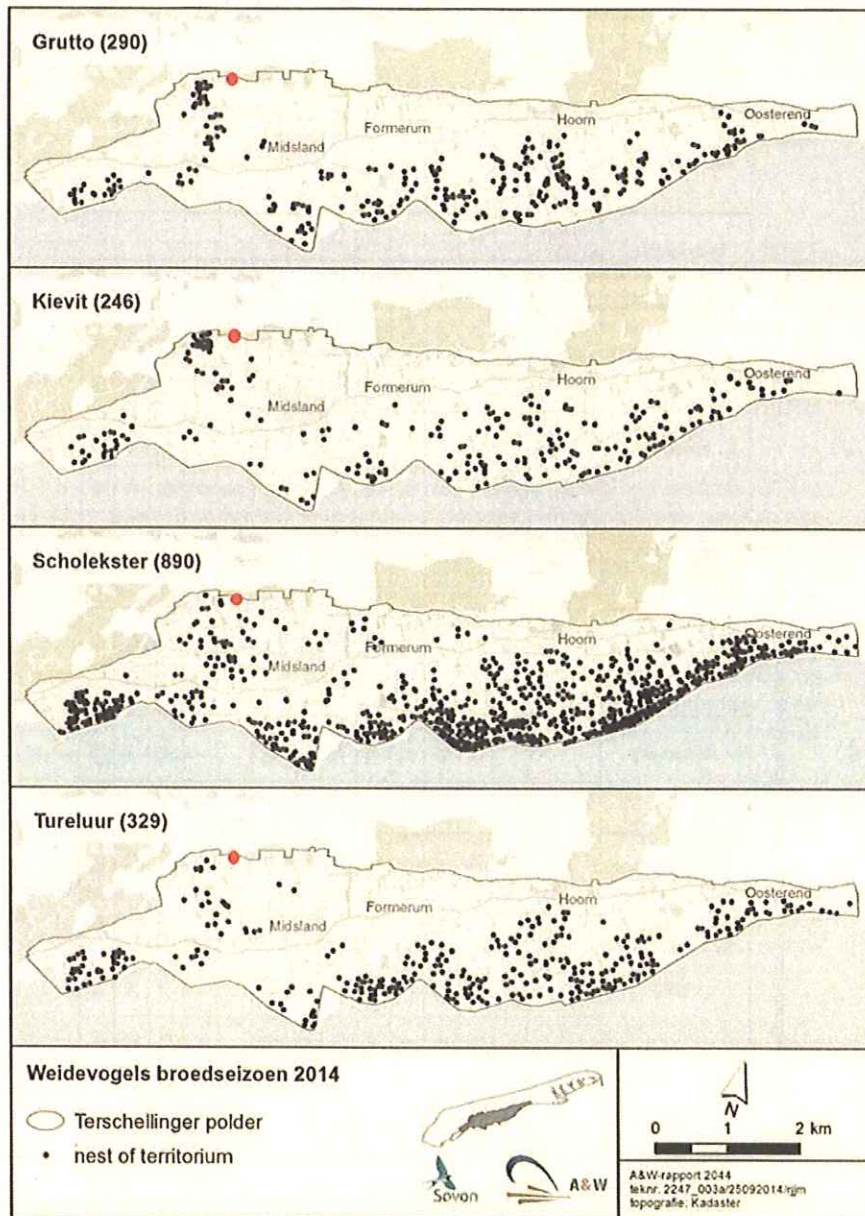 Grutto (290)
Midsland
Formerum
Hoorn
Oosterend
Kievit (246)
Midsland
Formerum
Hoorn
Oosterend
Scholekster (890)
Midsland
Formerum
Hoorn
Oosterend
Tureluur (329)
Midsland
Formerum
Hoorn
Oosterend
Weidevogels broedseizoen 2014
Terschellinger polder
nest of territorium
Sovon
A&W
N
0 1 2 km
A&W-rapport 2044
teknr. 2247_003a/25092014/rjm
topografie: Kadaster